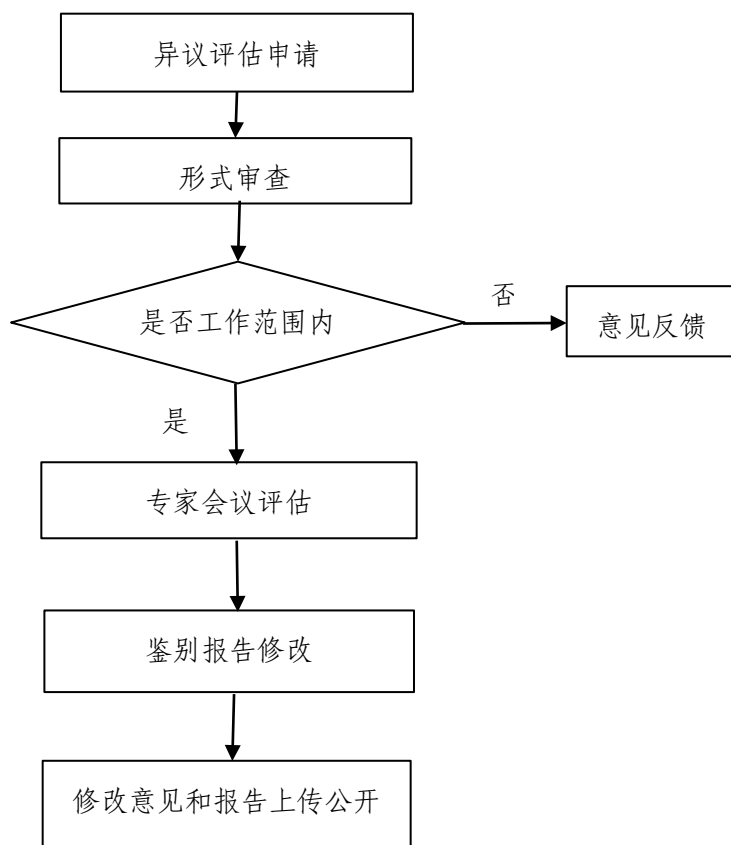 异议评估申请
形式审查
是否工作范围内
否
意见反馈
是
专家会议评估
鉴别报告修改
修改意见和报告上传公开